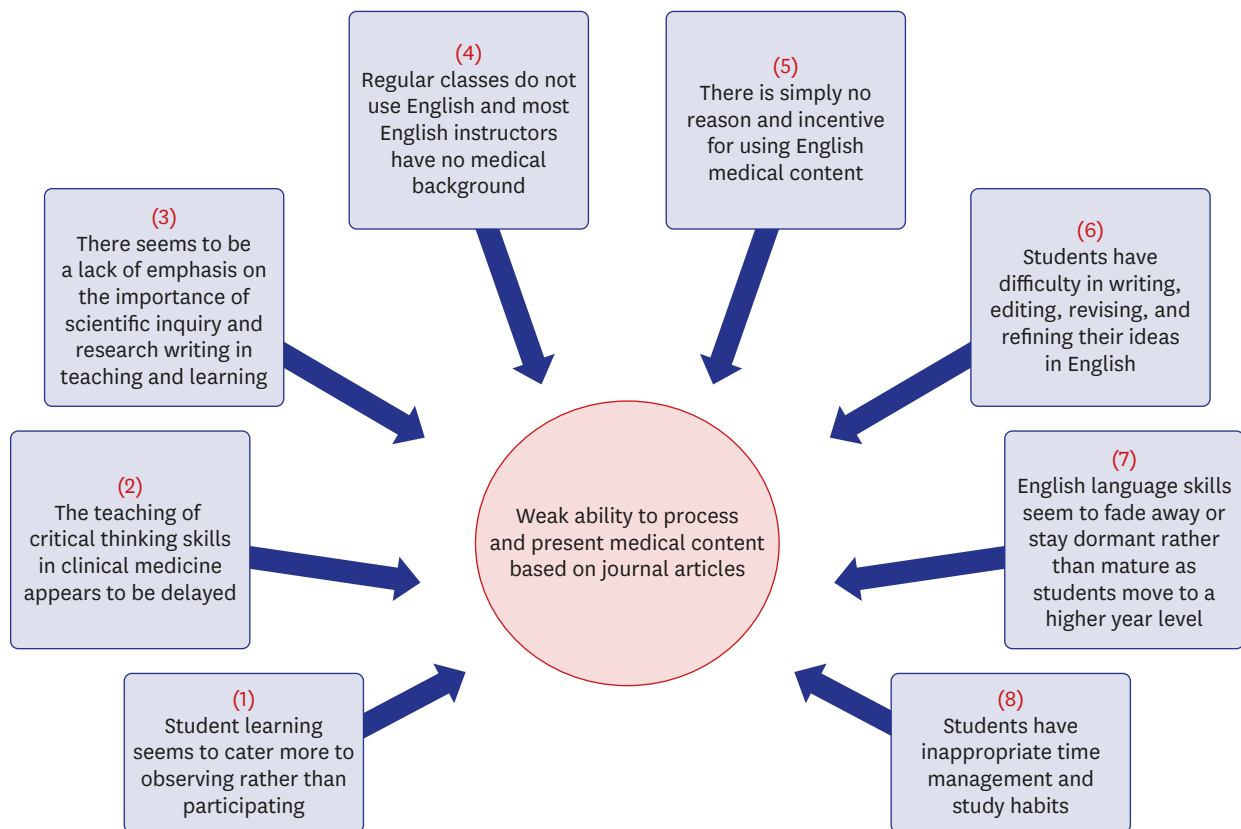 (1)
Student learning
seems to cater more to
observing rather than
participating
(2)
The teaching of
critical thinking skills
in clinical medicine
appears to be delayed
(3)
There seems to be
a lack of emphasis on
the importance of
scientific inquiry and
research writing in
teaching and learning
(4)
Regular classes do not
use English and most
English instructors
have no medical
background
(5)
There is simply no
reason and incentive
for using English
medical content
(6)
Students have
difficulty in writing,
editing, revising, and
refining their ideas
in English
(7)
English language skills
seem to fade away or
stay dormant rather
than mature as
students move to a
higher year level
(8)
Students have
inappropriate time
management and
study habits
Weak ability to process
and present medical content
based on journal articles